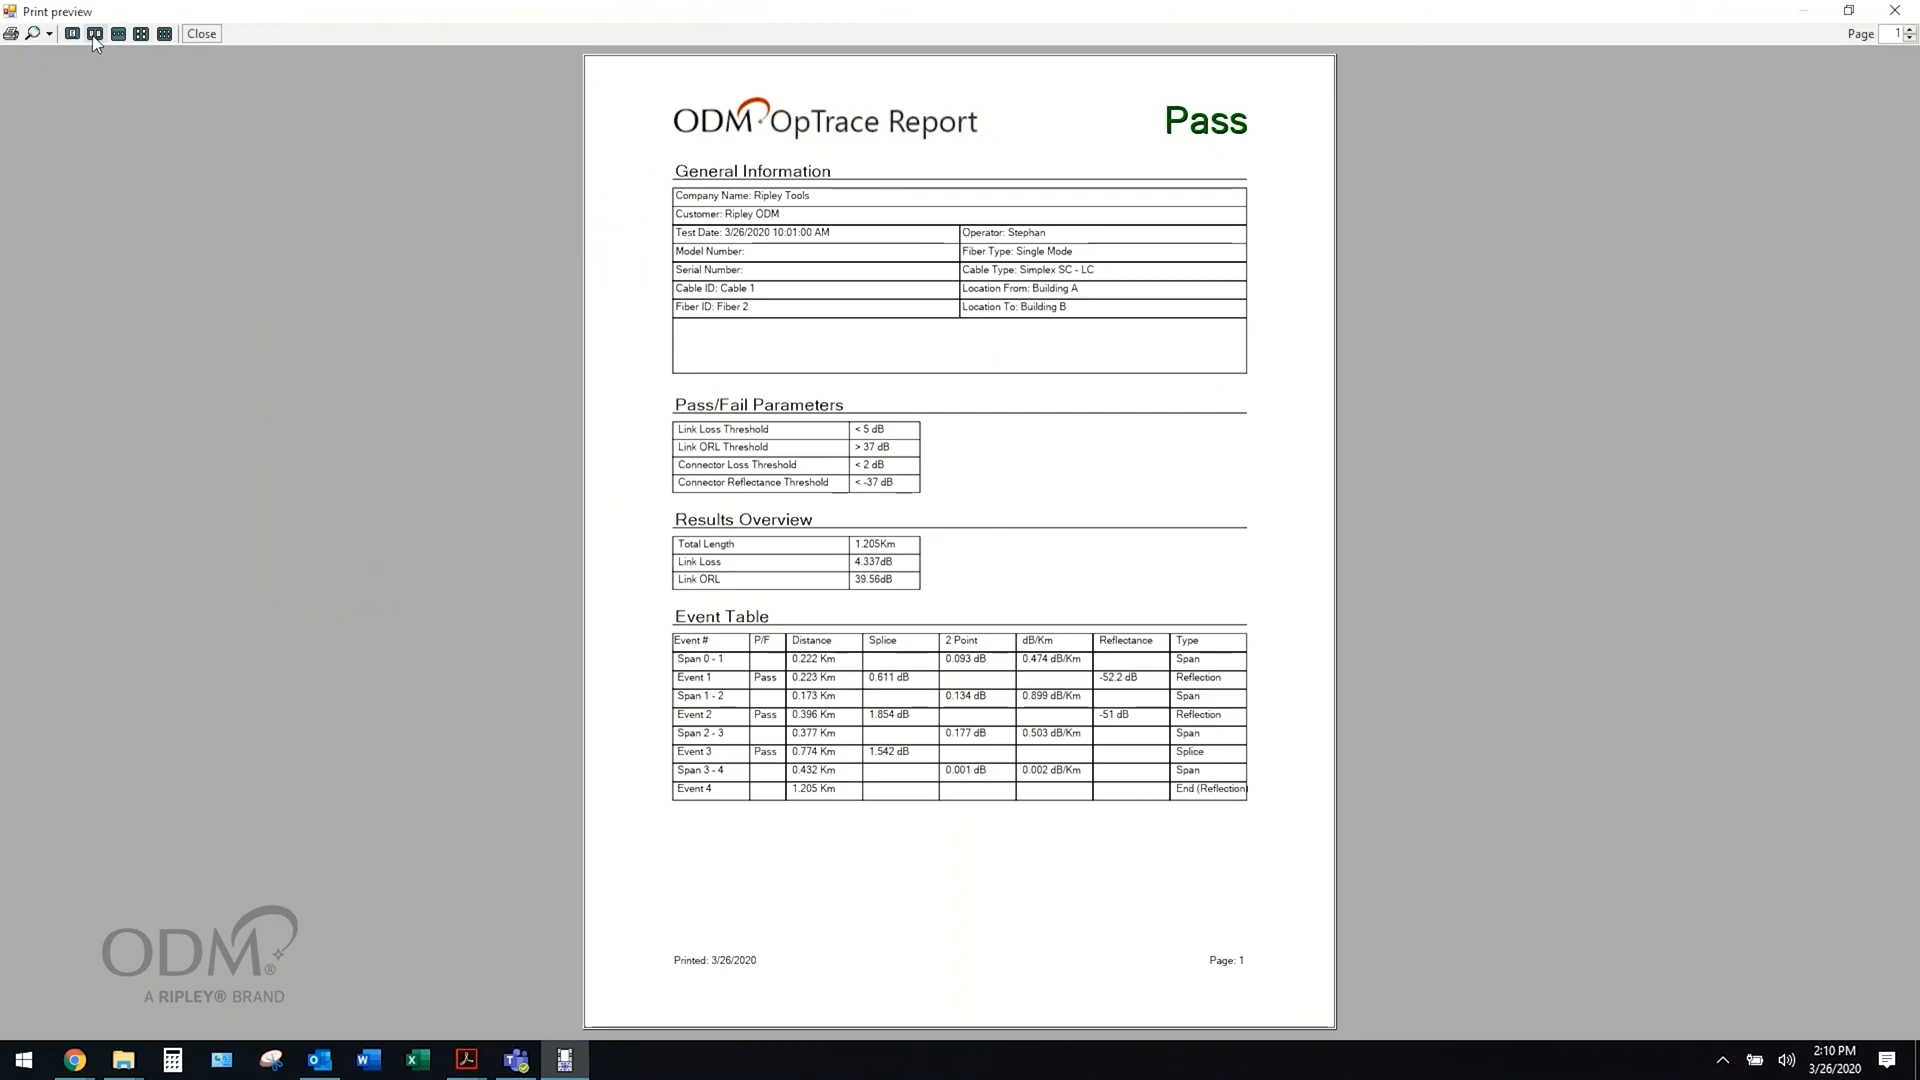 Print preview
Close
Page 1
ODM OpTrace Report Pass
General Information
Company Name: Ripley Tools
Customer: Ripley ODM
Test Date: 3/26/2020 10:01:00 AM Operator: Stephan
Model Number: Fiber Type: Single Mode
Serial Number: Cable Type: Simplex SC - LC
Cable ID: Cable 1 Location From: Building A
Fiber ID: Fiber 2 Location To: Building B
Pass/Fail Parameters
Link Loss Threshold < 5 dB
Link ORL Threshold > 37 dB
Connector Loss Threshold < 2 dB
Connector Reflectance Threshold < -37 dB
Results Overview
Total Length 1.205Km
Link Loss 4.337dB
Link ORL 39.56dB
Event Table
Event # P/F Distance Splice 2 Point dB/Km Reflectance Type
Span 0 - 1 0.222 Km 0.093 dB 0.474 dB/Km Span
Event 1 Pass 0.223 Km 0.611 dB -52.2 dB Reflection
Span 1 - 2 0.173 Km 0.134 dB 0.899 dB/Km Span
Event 2 Pass 0.396 Km 1.854 dB -51 dB Reflection
Span 2 - 3 0.377 Km 0.177 dB 0.503 dB/Km Span
Event 3 Pass 0.774 Km 1.542 dB Splice
Span 3 - 4 0.432 Km 0.001 dB 0.002 dB/Km Span
Event 4 1.205 Km End (Reflection)
Printed: 3/26/2020 Page: 1
ODM®
A RIPLEY® BRAND
2:10 PM
3/26/2020